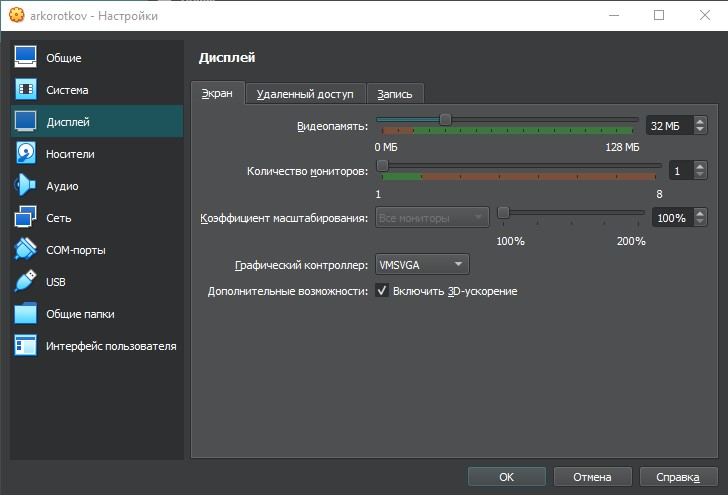 arkorotkov - Настройки
Общие
Система
Дисплей
Носители
Аудио
Сеть
COM-порты
USB
Общие папки
Интерфейс пользователя
Дисплей
Экран Удаленный доступ Запись
Видеопамять: 32 МБ
0 МБ 128 МБ
Количество мониторов: 1
1 8
Коэффициент масштабирования: Все мониторы 100%
100% 200%
Графический контроллер: VMSVGA
Дополнительные возможности: Включить 3D-ускорение
OK Отмена Справка